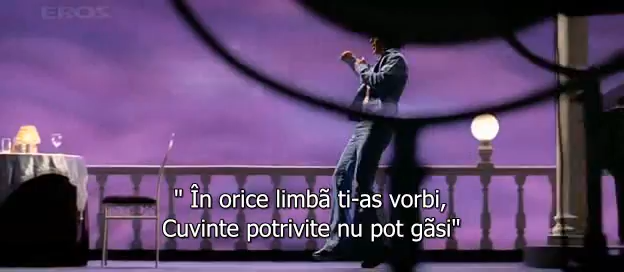 EROS
" În orice limbã ti-as vorbi,
Cuvinte potrivite nu pot gãsi"